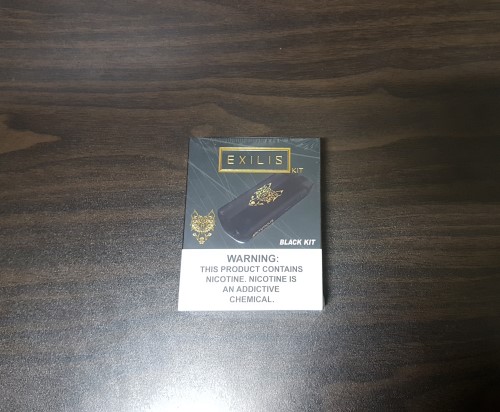 EXILIS
KIT
BLACK KIT
WARNING:
THIS PRODUCT CONTAINS
NICOTINE. NICOTINE IS
AN ADDICTIVE
CHEMICAL.